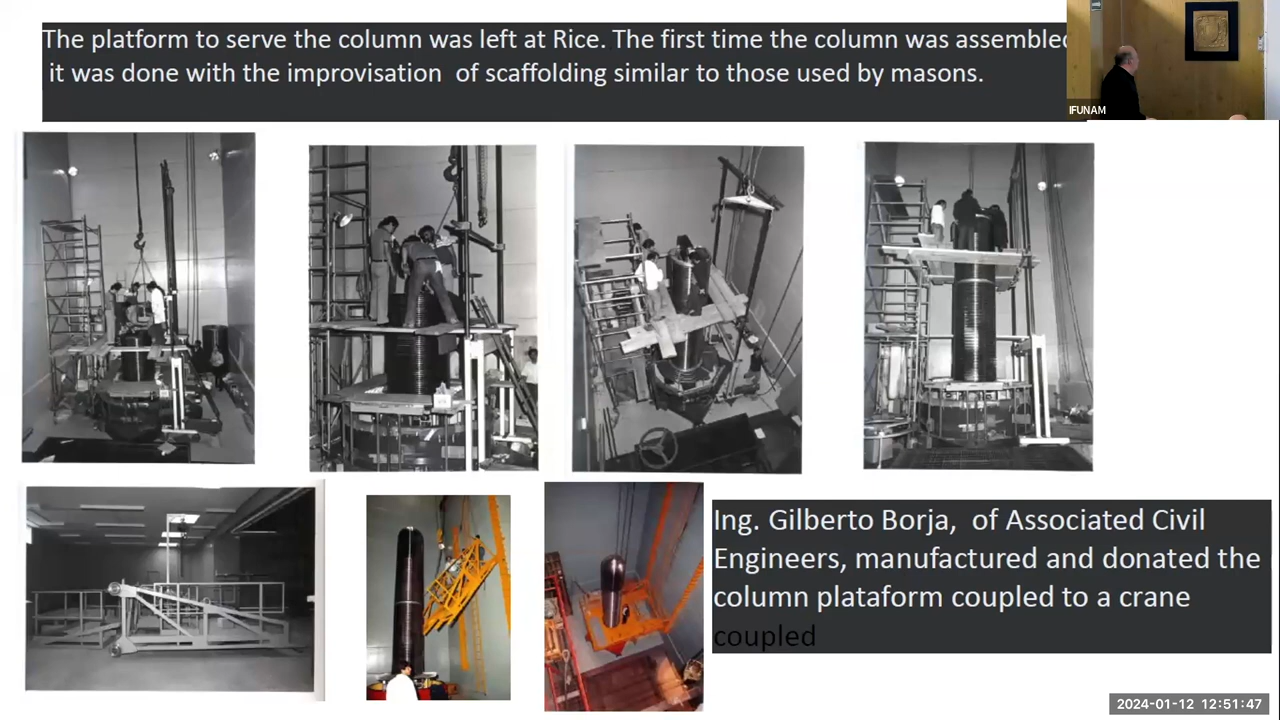 The platform to serve the column was left at Rice. The first time the column was assembled
it was done with the improvisation of scaffolding similar to those used by masons.
IFUNAM
Ing. Gilberto Borja, of Associated Civil
Engineers, manufactured and donated the
column plataform coupled to a crane
coupled
2024-01-12 12:51:47